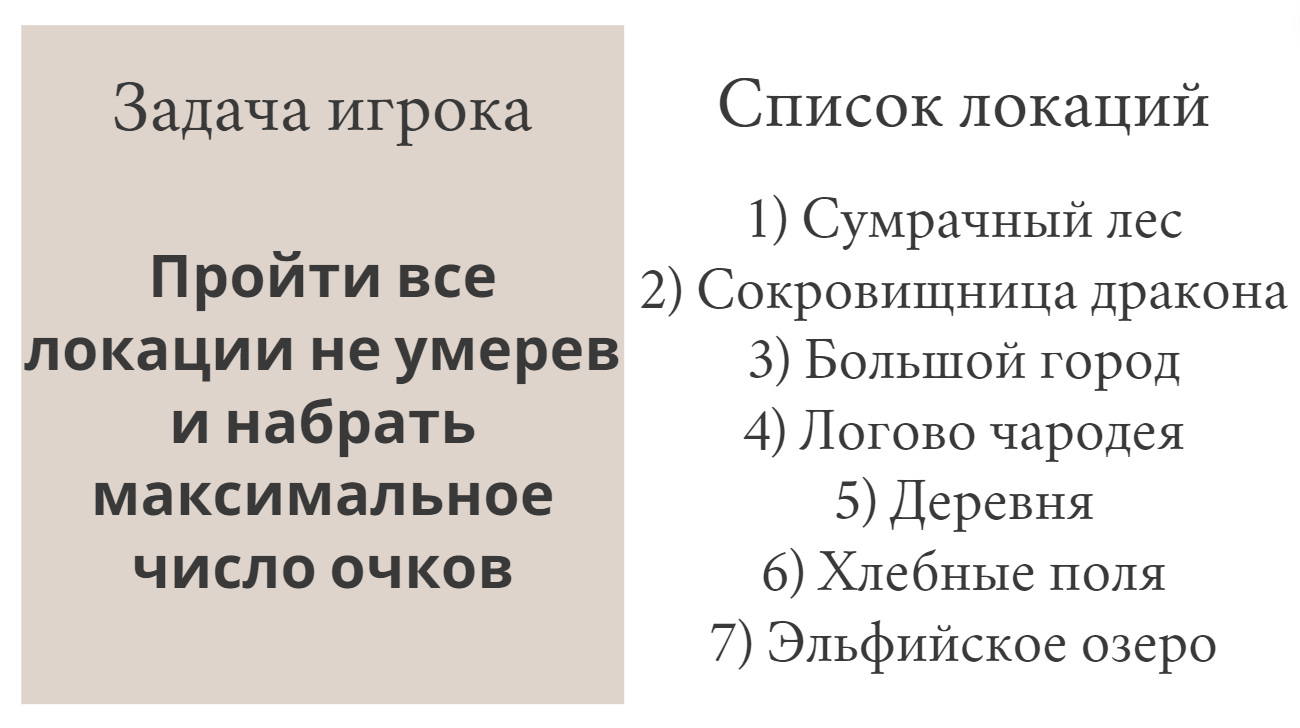 Задача игрока
Пройти все
локации не умерев
и набрать
максимальное
число очков
Список локаций
1) Сумрачный лес
2) Сокровищница дракона
3) Большой город
4) Логово чародея
5) Деревня
6) Хлебные поля
7) Эльфийское озеро